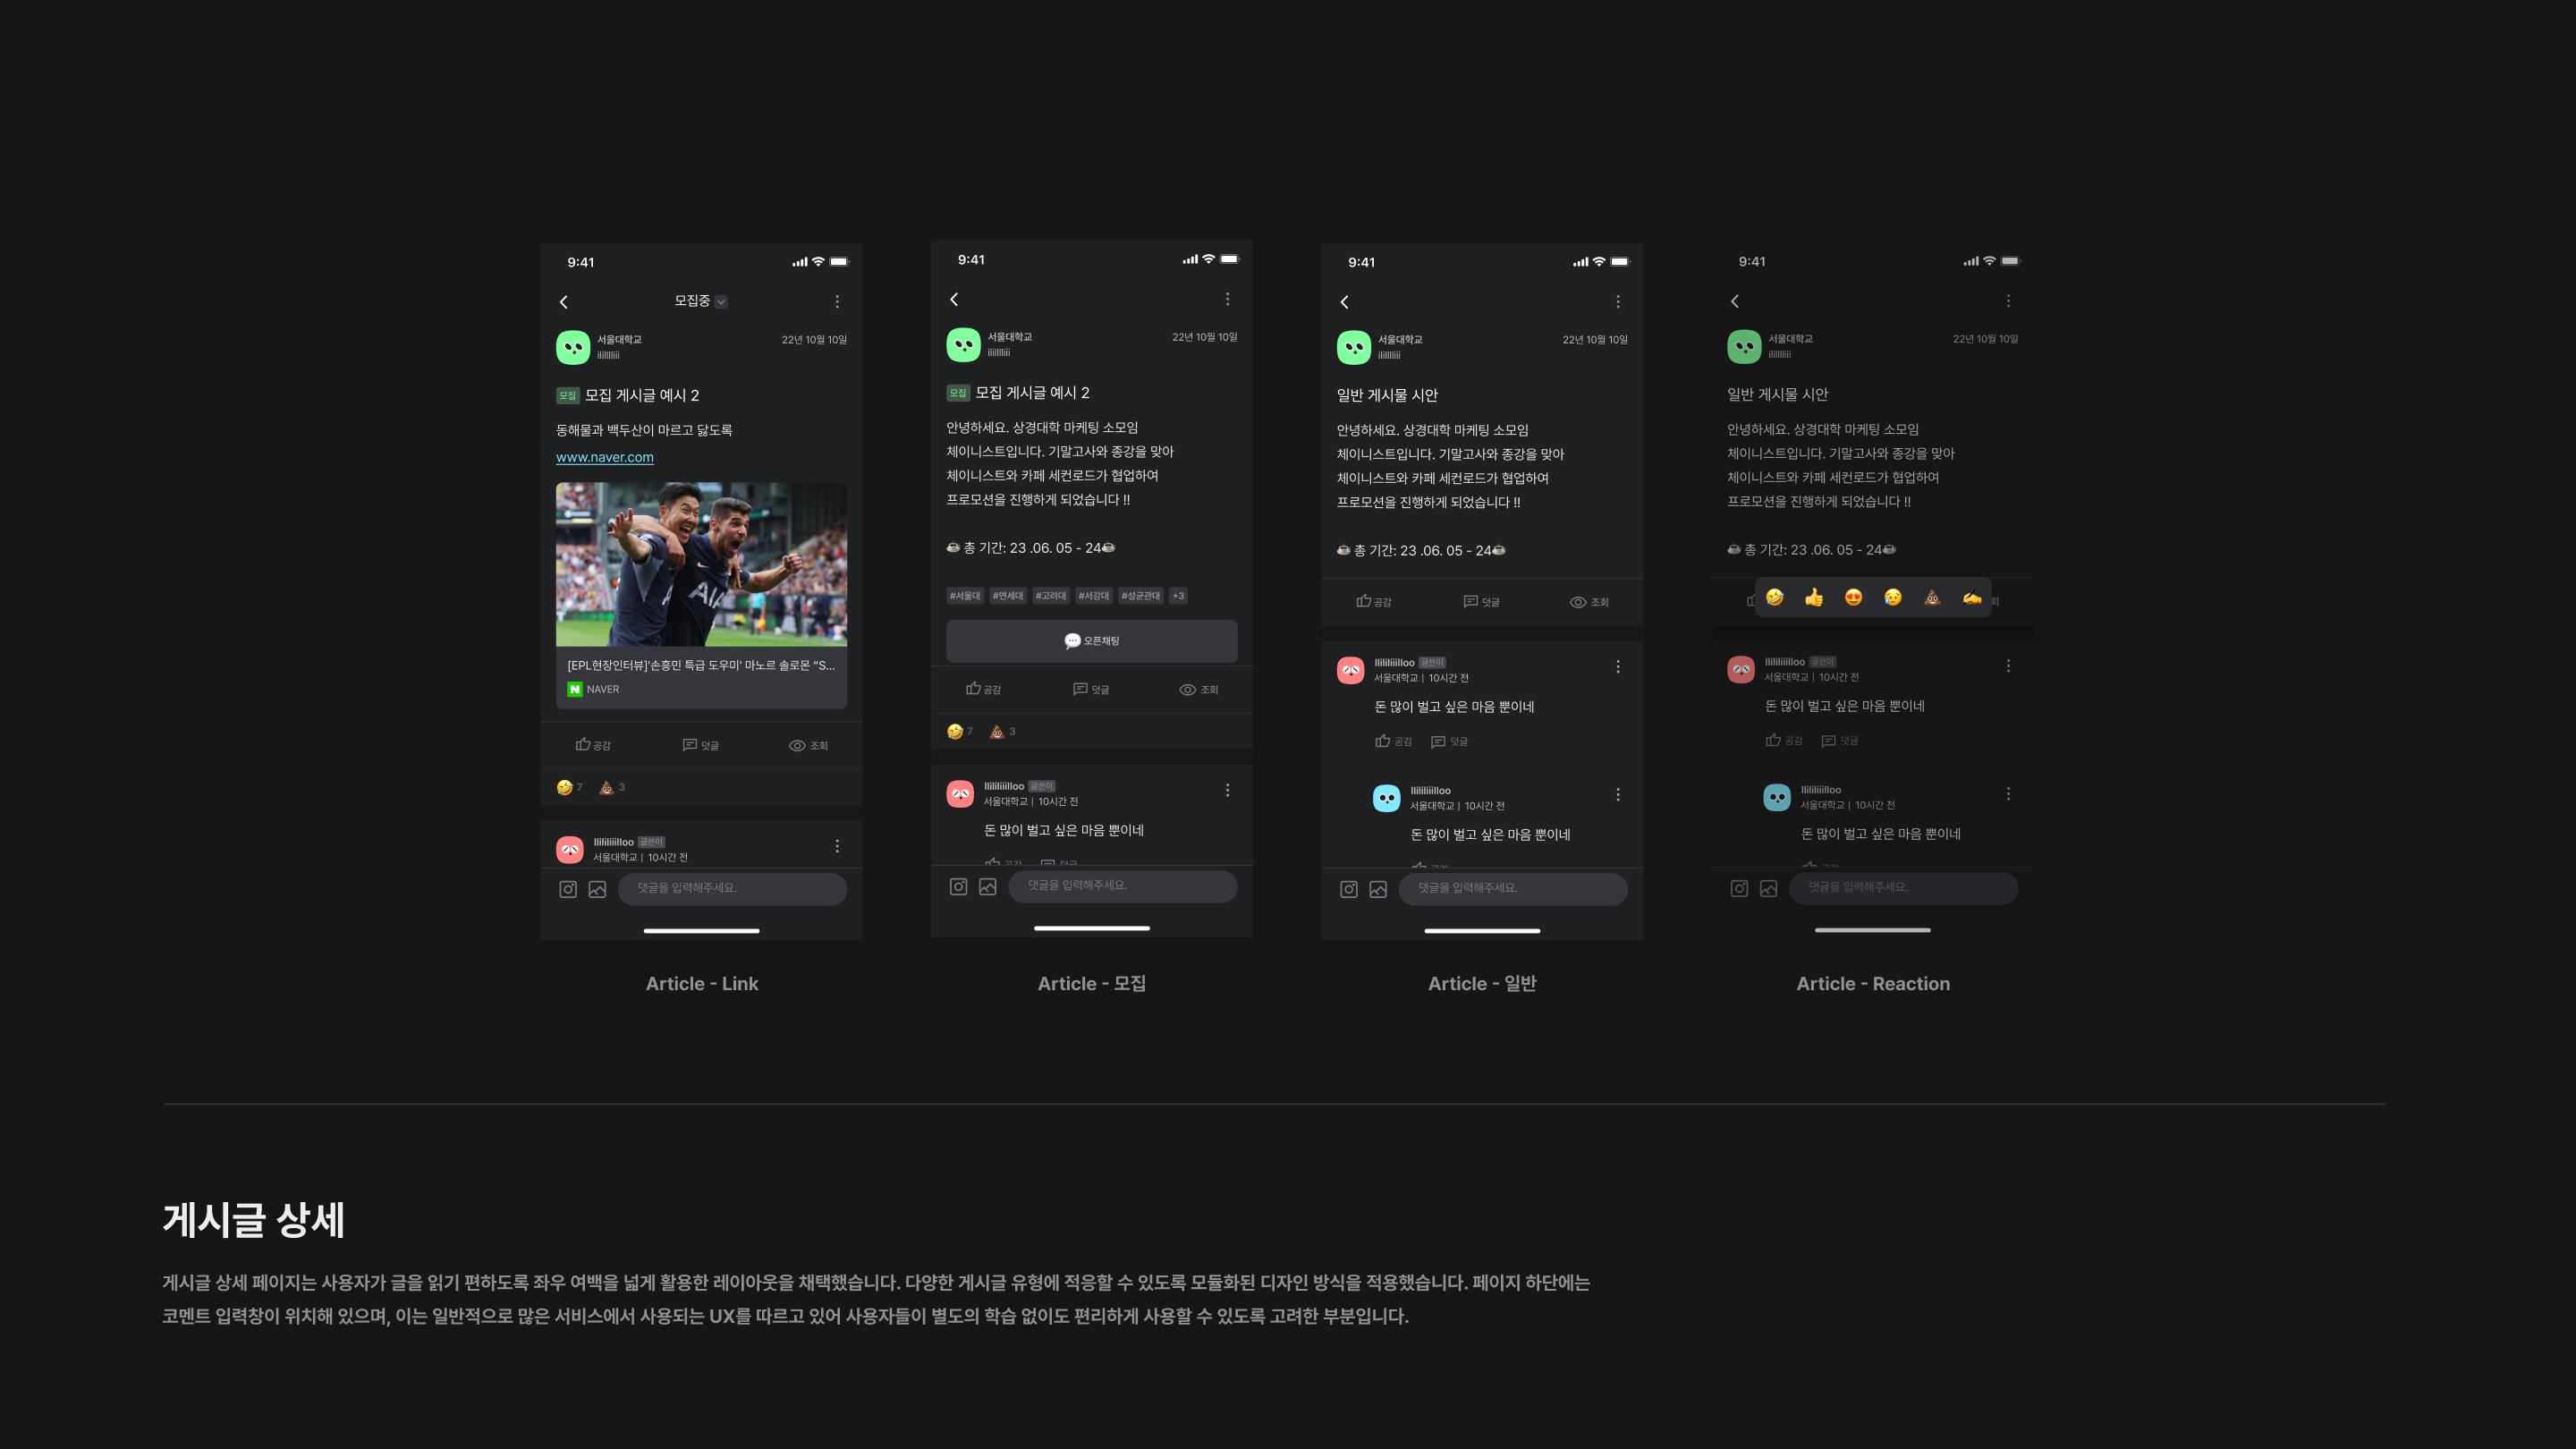 9:41
모집중
서울대학교
ililllliii
22년 10월 10일
모집 모집 게시글 예시 2
동해물과 백두산이 마르고 닳도록
www.naver.com
AIA
[EPL현장인터뷰]'손흥민 특급 도우미' 마노르 솔로몬 “S...
N NAVER
공감 덧글 조회
7 3
글쓴이
서울대학교 | 10시간 전
댓글을 입력해주세요.
Article - Link
9:41
서울대학교
ililllliii
22년 10월 10일
모집 모집 게시글 예시 2
안녕하세요. 상경대학 마케팅 소모임
체이니스트입니다. 기말고사와 종강을 맞아
체이니스트와 카페 세컨로드가 협업하여
프로모션을 진행하게 되었습니다 !!
☕ 총 기간: 23 .06. 05 - 24☕
#서울대 #연세대 #고려대 #서강대 #성균관대 +3
오픈채팅
공감 덧글 조회
7 3
글쓴이
서울대학교 | 10시간 전
돈 많이 벌고 싶은 마음 뿐이네
공감 덧글
댓글을 입력해주세요.
Article - 모집
9:41
서울대학교
ililllliii
22년 10월 10일
일반 게시물 시안
안녕하세요. 상경대학 마케팅 소모임
체이니스트입니다. 기말고사와 종강을 맞아
체이니스트와 카페 세컨로드가 협업하여
프로모션을 진행하게 되었습니다 !!
☕ 총 기간: 23 .06. 05 - 24☕
공감 덧글 조회
글쓴이
서울대학교 | 10시간 전
돈 많이 벌고 싶은 마음 뿐이네
공감 덧글
서울대학교 | 10시간 전
돈 많이 벌고 싶은 마음 뿐이네
공감
댓글을 입력해주세요.
Article - 일반
9:41
서울대학교
ililllliii
22년 10월 10일
일반 게시물 시안
안녕하세요. 상경대학 마케팅 소모임
체이니스트입니다. 기말고사와 종강을 맞아
체이니스트와 카페 세컨로드가 협업하여
프로모션을 진행하게 되었습니다 !!
☕ 총 기간: 23 .06. 05 - 24☕
글쓴이
서울대학교 | 10시간 전
돈 많이 벌고 싶은 마음 뿐이네
공감 덧글
서울대학교 | 10시간 전
돈 많이 벌고 싶은 마음 뿐이네
공감
댓글을 입력해주세요.
Article - Reaction
게시글 상세
게시글 상세 페이지는 사용자가 글을 읽기 편하도록 좌우 여백을 넓게 활용한 레이아웃을 채택했습니다. 다양한 게시글 유형에 적응할 수 있도록 모듈화된 디자인 방식을 적용했습니다. 페이지 하단에는
코멘트 입력창이 위치해 있으며, 이는 일반적으로 많은 서비스에서 사용되는 UX를 따르고 있어 사용자들이 별도의 학습 없이도 편리하게 사용할 수 있도록 고려한 부분입니다.